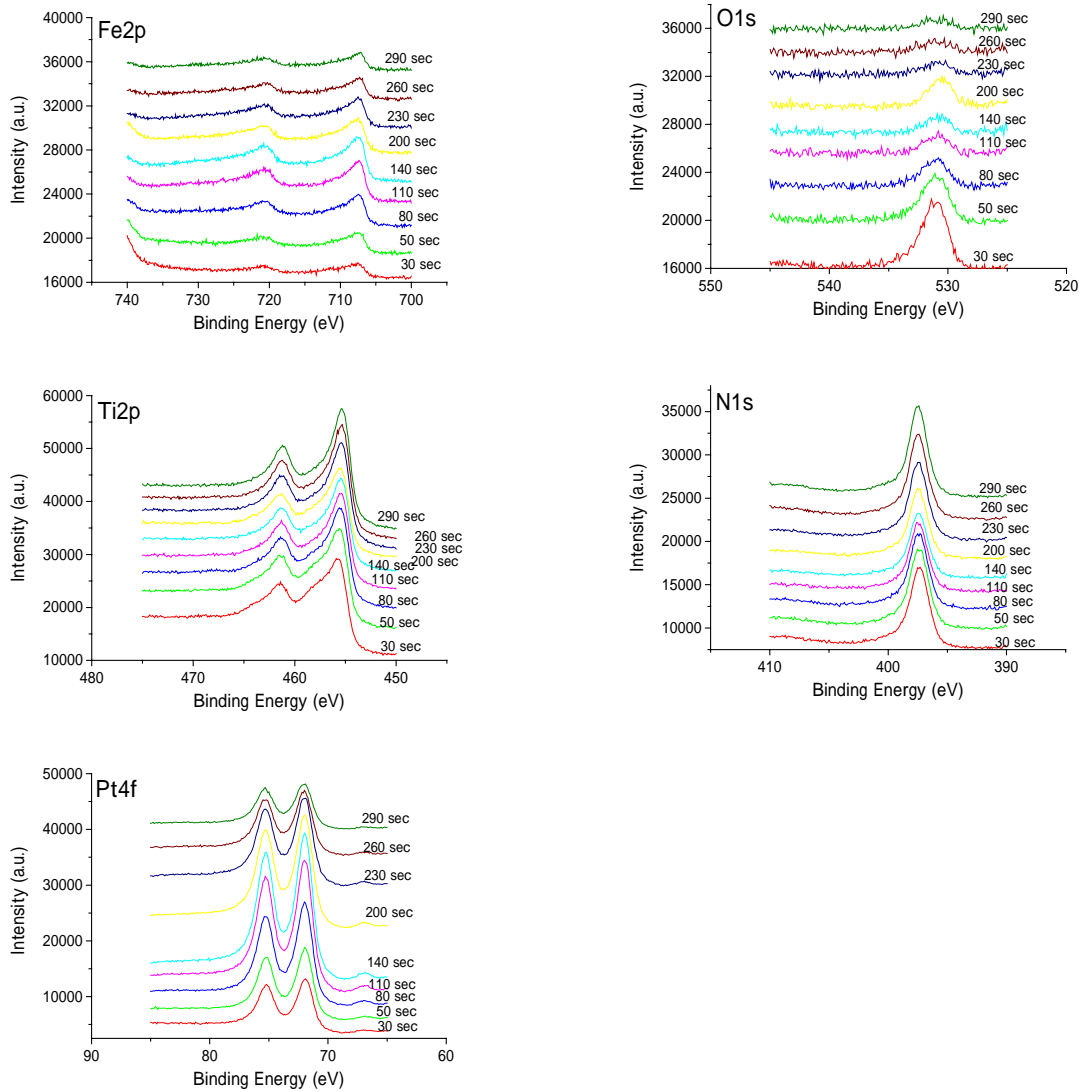 Fe2p
40000
36000
32000
28000
24000
20000
16000
Intensity (a.u.)
290 sec
260 sec
230 sec
200 sec
140 sec
110 sec
80 sec
50 sec
30 sec
740 730 720 710 700
Binding Energy (eV)
O1s
36000
32000
28000
24000
20000
16000
Intensity (a.u.)
290 sec
260 sec
230 sec
200 sec
140 sec
110 sec
80 sec
50 sec
30 sec
550 540 530 520
Binding Energy (eV)
Ti2p
60000
50000
40000
30000
20000
10000
Intensity (a.u.)
290 sec
260 sec
230 sec
200 sec
140 sec
110 sec
80 sec
50 sec
30 sec
480 470 460 450
Binding Energy (eV)
N1s
35000
30000
25000
20000
15000
10000
Intensity (a.u.)
290 sec
260 sec
230 sec
200 sec
140 sec
110 sec
80 sec
50 sec
30 sec
410 400 390
Binding Energy (eV)
Pt4f
50000
40000
30000
20000
10000
Intensity (a.u.)
290 sec
260 sec
230 sec
200 sec
140 sec
110 sec
80 sec
50 sec
30 sec
90 80 70 60
Binding Energy (eV)